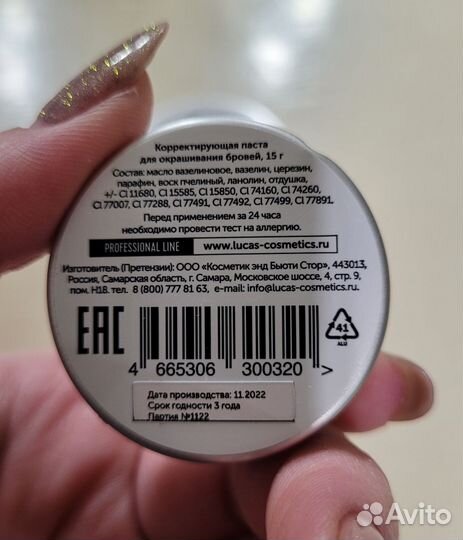 Корректирующая паста
для окрашивания бровей, 15 г
Состав: масло вазелиновое, вазелин, церезин,
парафин, воск пчелиный, ланолин, отдушка,
+/- CI 11680, CI 15585, CI 15850, CI 74160, CI 74260,
CI 77007, CI 77288, CI 77491, CI 77492, CI 77499, CI 77891.
Перед применением за 24 часа
необходимо провести тест на аллергию.
PROFESSIONAL LINE www.lucas-cosmetics.ru
Изготовитель (Претензии): ООО «Косметик энд Бьюти Стор», 443013,
Россия, Самарская область, г. Самара, Московское шоссе, 4, стр. 9,
пом. Н18. тел. 8 (800) 777 81 63, e-mail: info@lucas-cosmetics.ru
EAC
41
ALU
4 665306 300320 >
Дата производства: 11.2022
Срок годности 3 года
Партия №1122
Avito